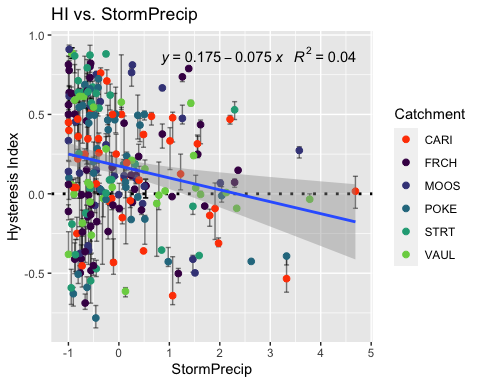 HI vs. StormPrecip
y = 0.175 – 0.075 x R² = 0.04
Hysteresis Index
1.0
0.5
0.0
-0.5
-1 0 1 2 3 4 5
StormPrecip
Catchment
CARI
FRCH
MOOS
POKE
STRT
VAUL